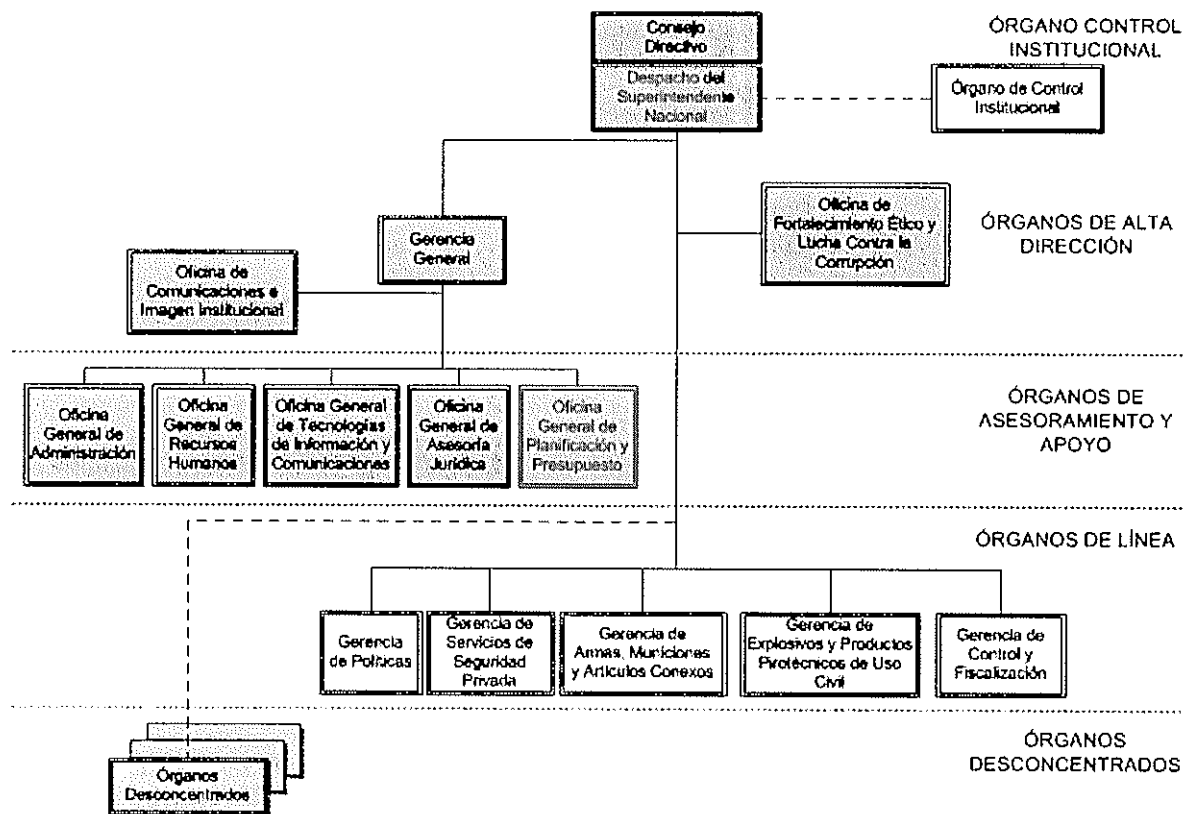 Consejo
Directivo
Despacho del
Superintendente
Nacional
ÓRGANO CONTROL
INSTITUCIONAL
Órgano de Control
Institucional
Gerencia
General
Oficina de
Comunicaciones e
Imagen Institucional
Oficina de
Fortalecimiento Ético y
Lucha Contra la
Corrupción
ÓRGANOS DE ALTA
DIRECCIÓN
Oficina
General de
Administración
Oficina
General de
Recursos
Humanos
Oficina General
de Tecnologías
de Información y
Comunicaciones
Oficina
General de
Asesoría
Jurídica
Oficina
General de
Planificación y
Presupuesto
ÓRGANOS DE
ASESORAMIENTO Y
APOYO
ÓRGANOS DE LÍNEA
Gerencia
de Políticas
Gerencia de
Servicios de
Seguridad
Privada
Gerencia de
Armas, Municiones
y Artículos Conexos
Gerencia de
Explosivos y Productos
Pirotécnicos de Uso
Civil
Gerencia de
Control y
Fiscalización
Órganos
Desconcentrados
ÓRGANOS
DESCONCENTRADOS